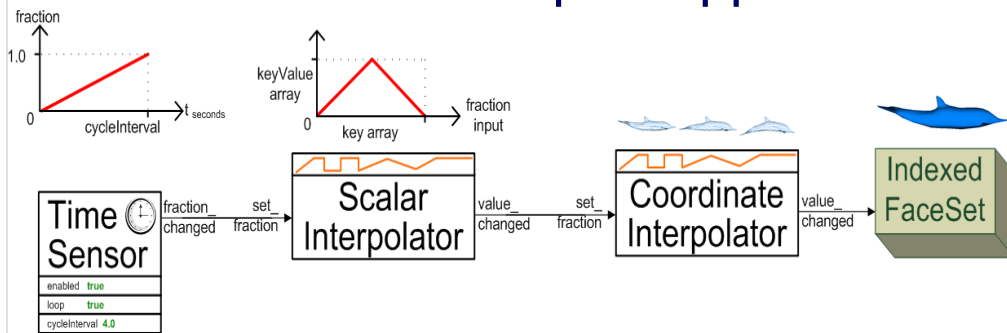 fraction
1.0
0
t seconds
cycleInterval
keyValue
array
0
key array
fraction
input
Time
Sensor
enabled true
loop true
cycleInterval 4.0
fraction_
changed
set_
fraction
Scalar
Interpolator
value_
changed
set_
fraction
Coordinate
Interpolator
value_
changed
Indexed
FaceSet